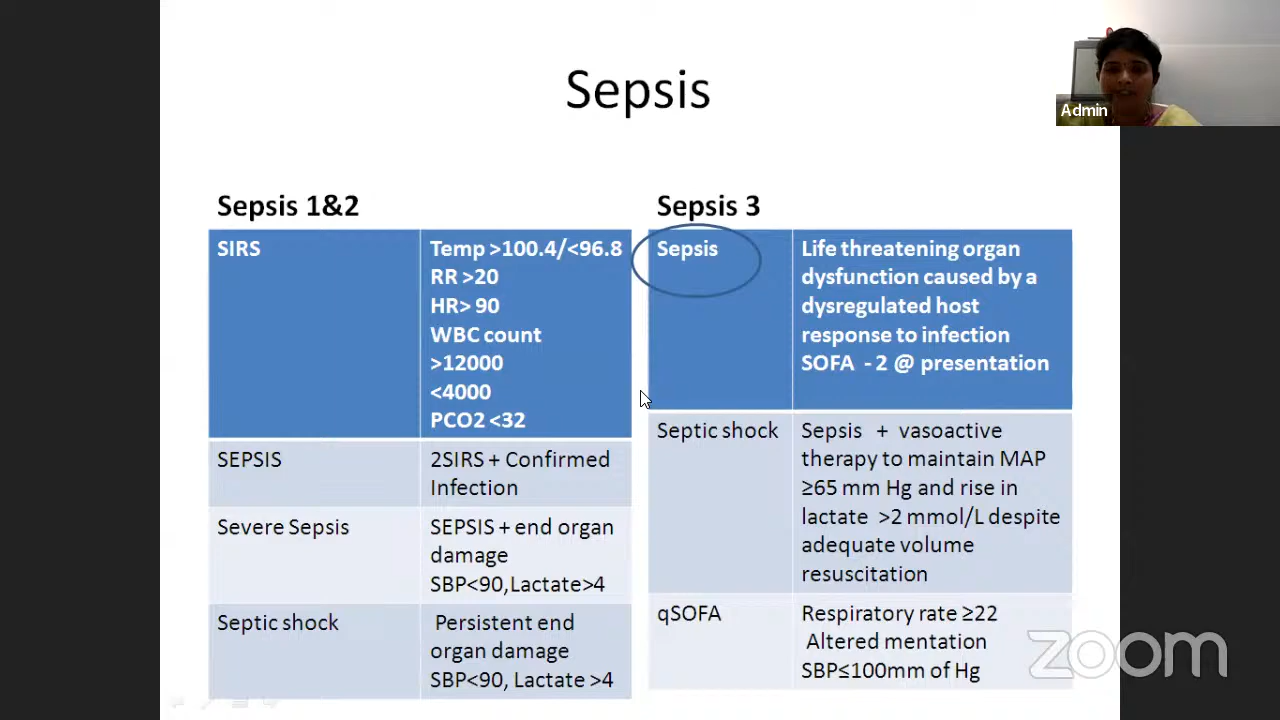 Sepsis
Admin
Sepsis 1&2
SIRS
Temp >100.4/<96.8
RR >20
HR> 90
WBC count
>12000
<4000
PCO2 <32
SEPSIS
2SIRS + Confirmed
Infection
Severe Sepsis
SEPSIS + end organ
damage
SBP<90,Lactate>4
Septic shock
Persistent end
organ damage
SBP<90, Lactate >4
Sepsis 3
Sepsis
Life threatening organ
dysfunction caused by a
dysregulated host
response to infection
SOFA - 2 @ presentation
Septic shock
Sepsis + vasoactive
therapy to maintain MAP
≥65 mm Hg and rise in
lactate >2 mmol/L despite
adequate volume
resuscitation
qSOFA
Respiratory rate ≥22
Altered mentation
SBP≤100mm of Hg
zoom